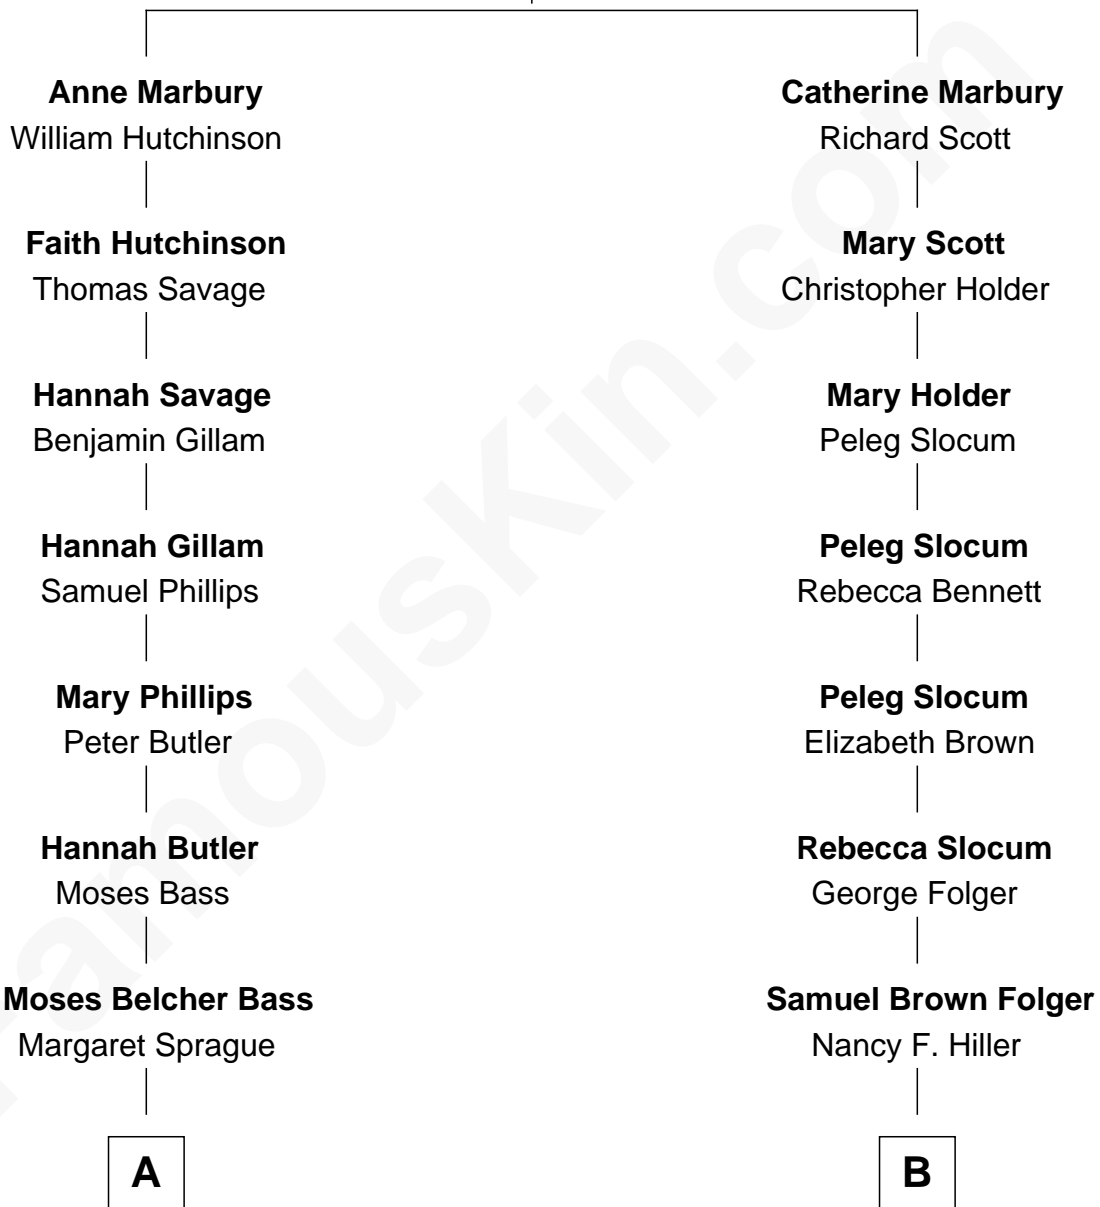 Anne Marbury
William Hutchinson
Faith Hutchinson
Thomas Savage
Hannah Savage
Benjamin Gillam
Hannah Gillam
Samuel Phillips
Mary Phillips
Peter Butler
Hannah Butler
Moses Bass
Moses Belcher Bass
Margaret Sprague
A
Catherine Marbury
Richard Scott
Mary Scott
Christopher Holder
Mary Holder
Peleg Slocum
Peleg Slocum
Rebecca Bennett
Peleg Slocum
Elizabeth Brown
Rebecca Slocum
George Folger
Samuel Brown Folger
Nancy F. Hiller
B
FamousKin.com